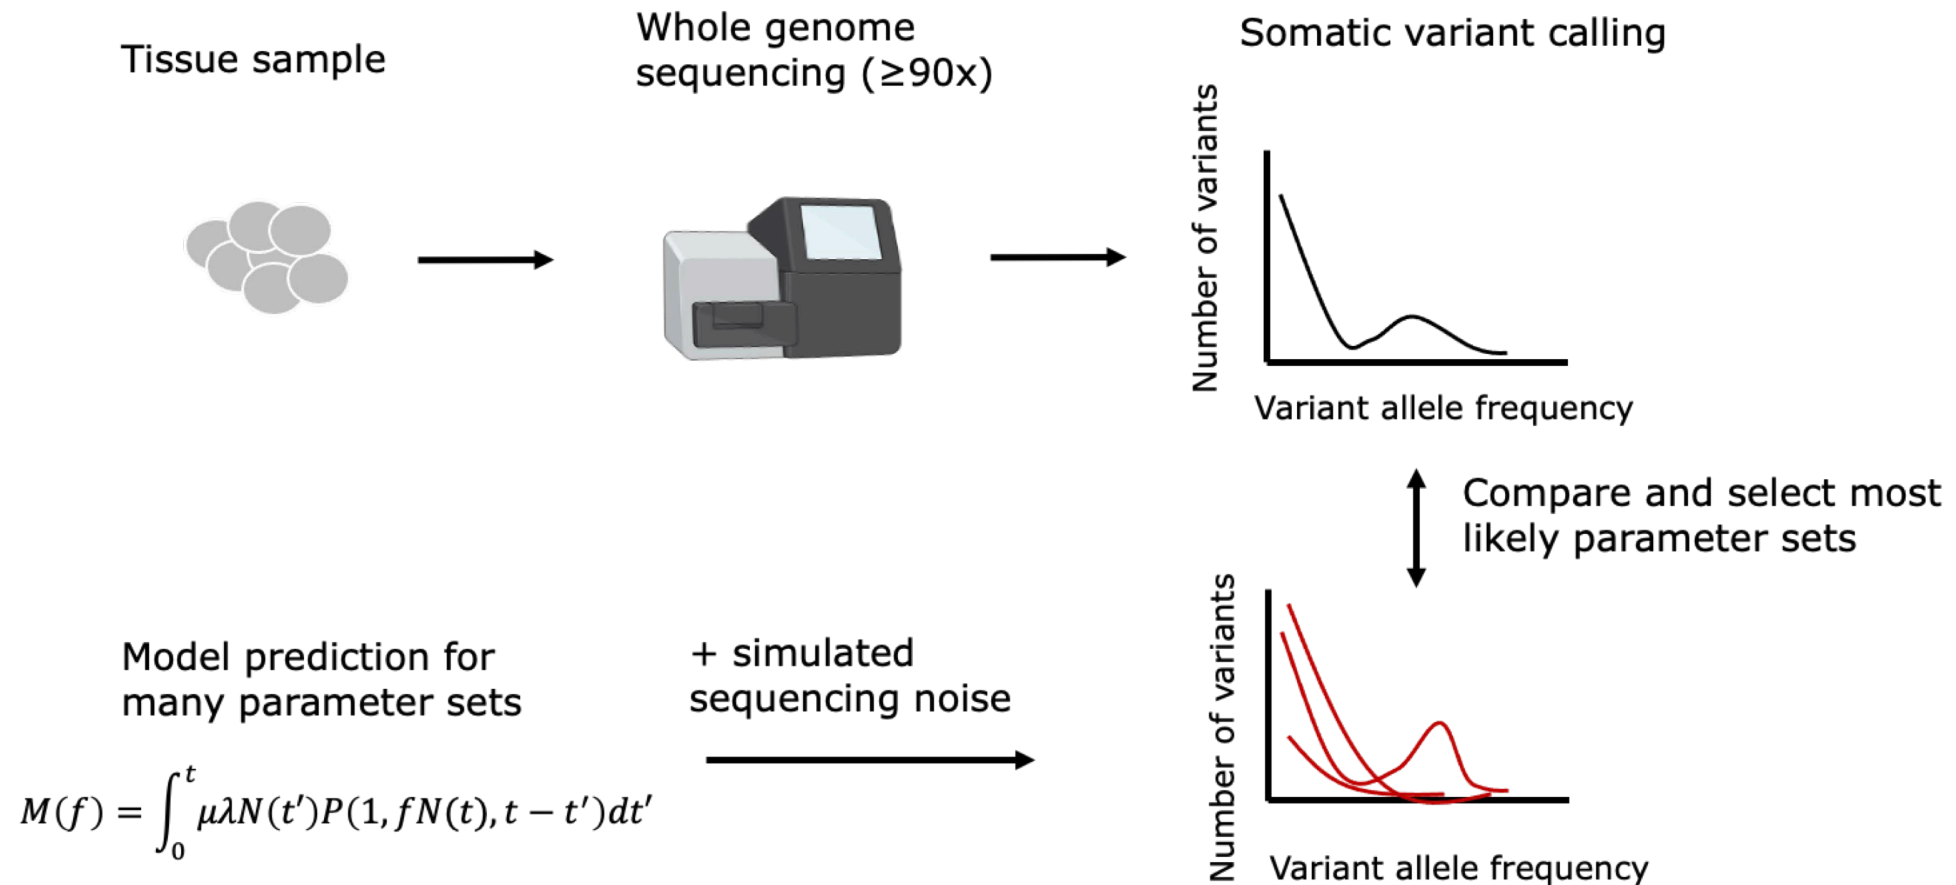 Tissue sample
Whole genome
sequencing (≥90x)
Somatic variant calling
Number of variants
Variant allele frequency
Compare and select most
likely parameter sets
Model prediction for
many parameter sets
M(f) = ∫₀ᵗ μλN(t′)P(1, fN(t), t − t′)dt′
+ simulated
sequencing noise
Number of variants
Variant allele frequency